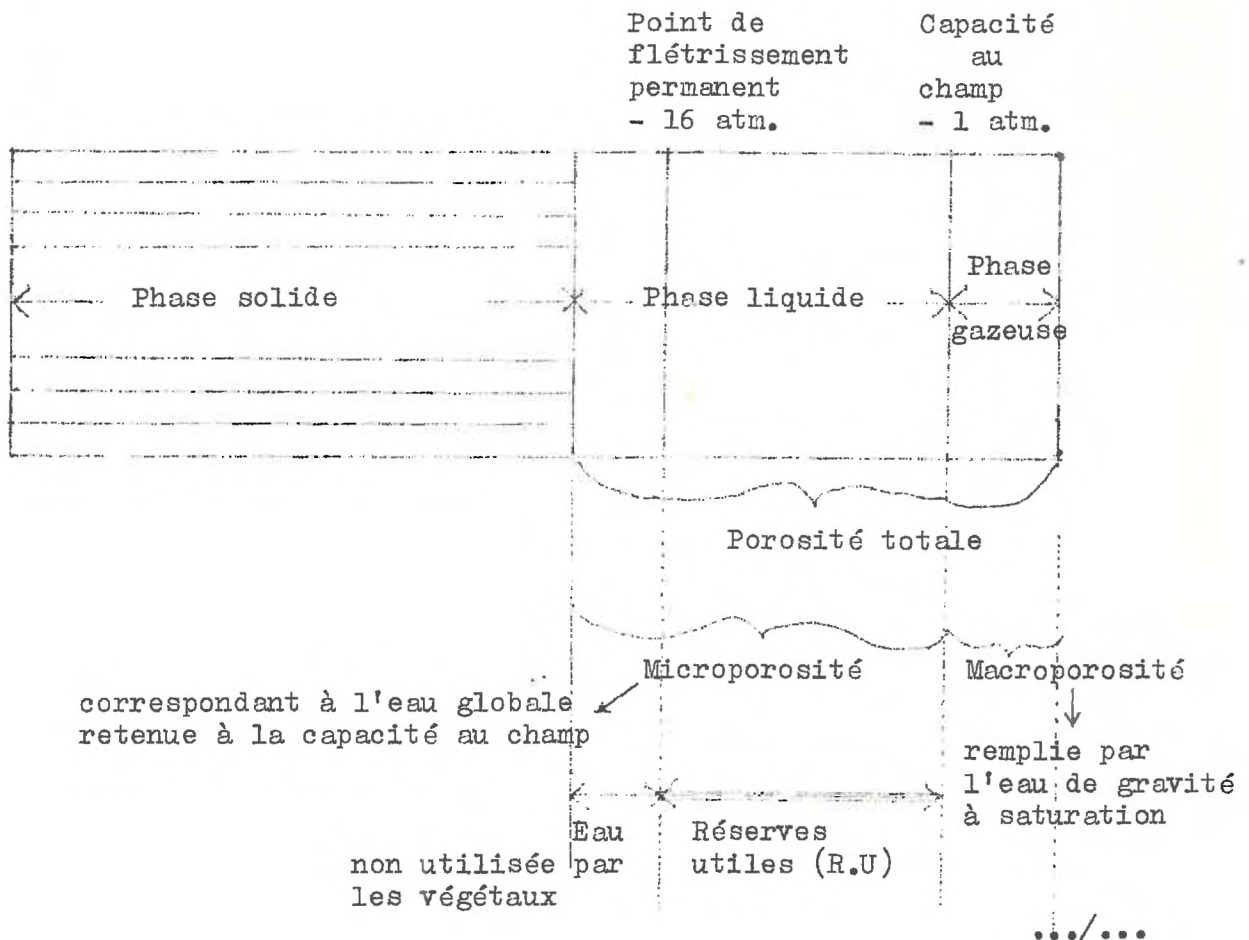 Point de
flétrissement
permanent
- 16 atm.
Capacité
au
champ
- 1 atm.
Phase solide
Phase liquide
Phase
gazeuse
Porosité totale
Microporosité
Macroporosité
correspondant à l'eau globale
retenue à la capacité au champ
remplie par
l'eau de gravité
à saturation
Eau
non utilisée par
les végétaux
Réserves
utiles (R.U)
.../...